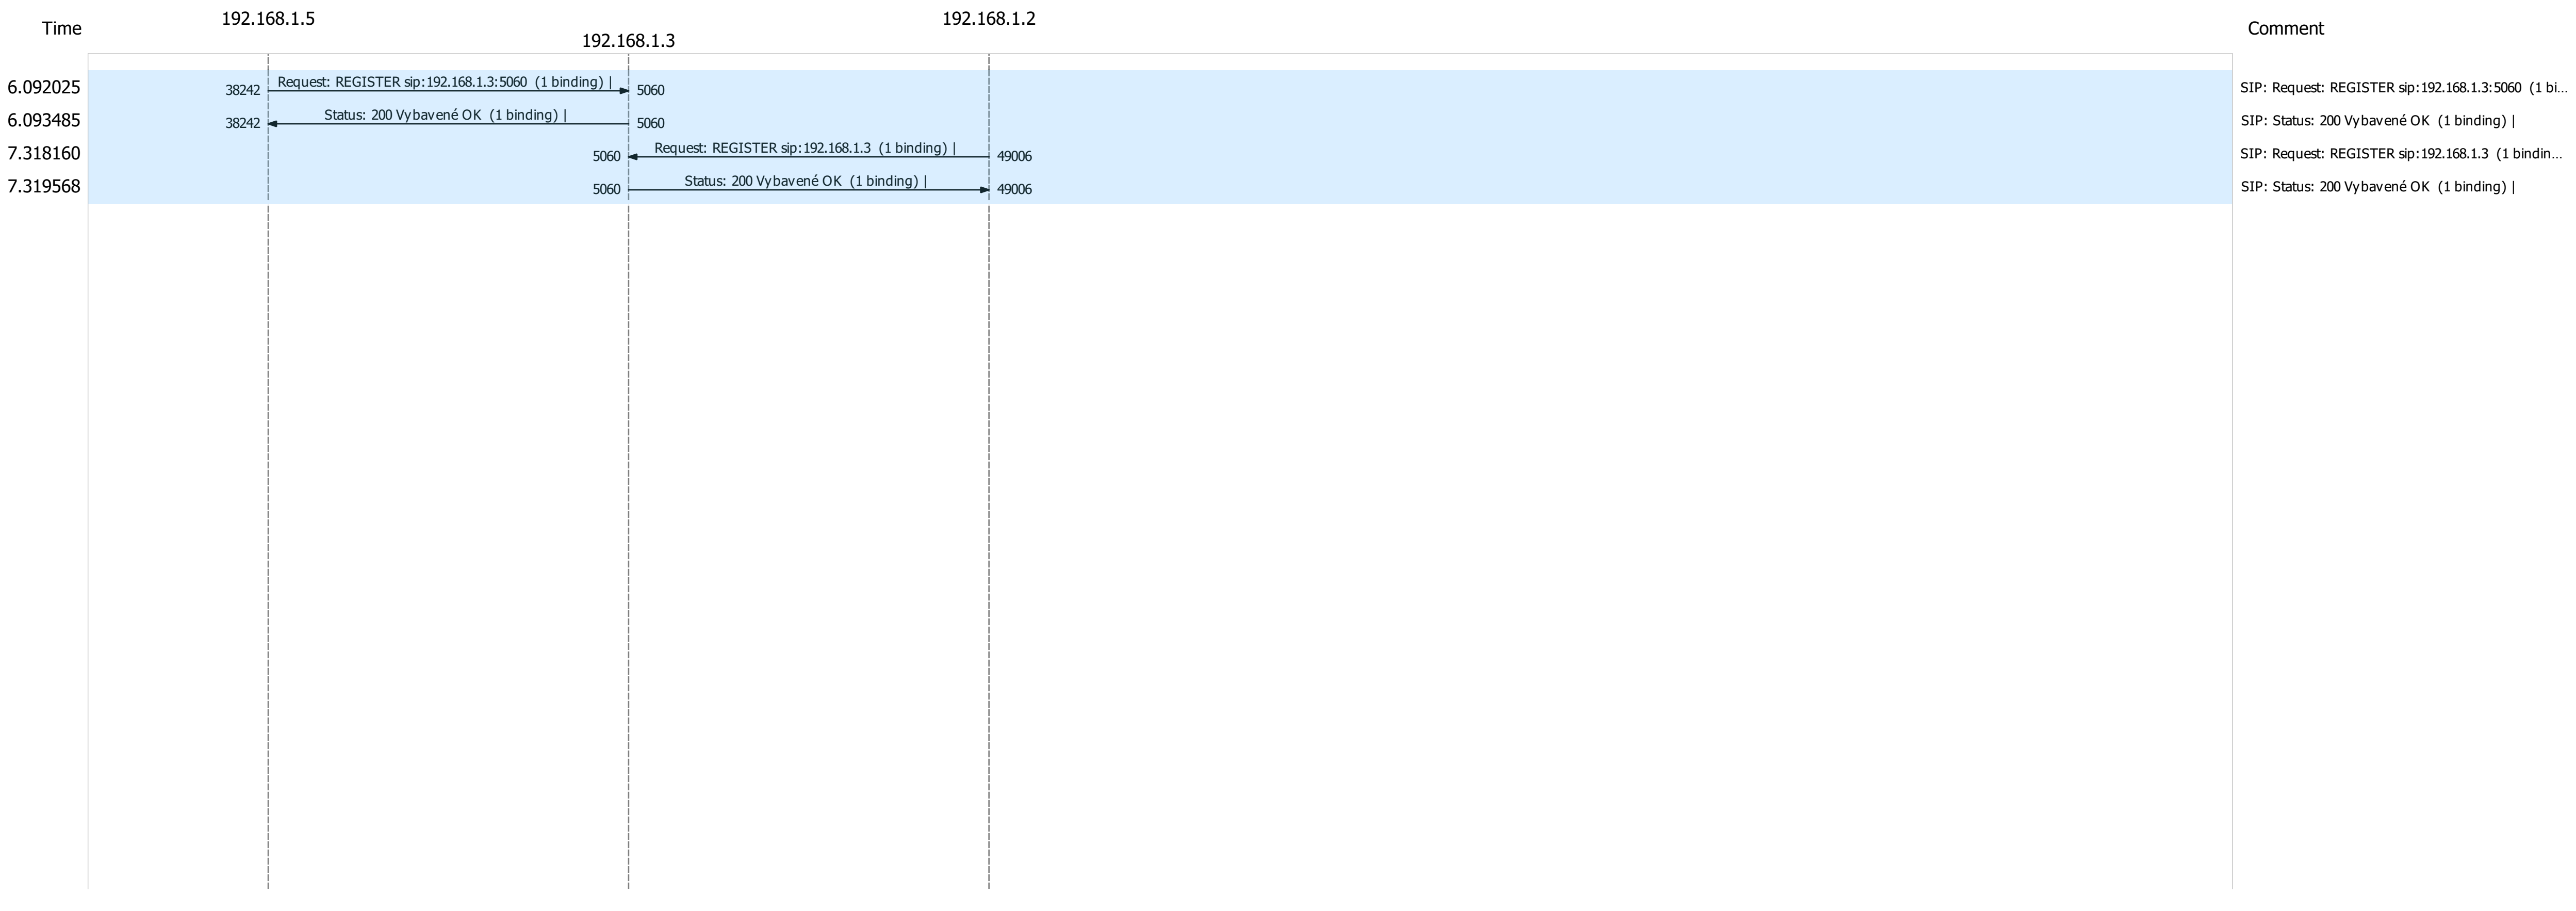 192.168.1.5 192.168.1.2
Time Comment
192.168.1.3
6.092025 38242 Request: REGISTER sip:192.168.1.3:5060 (1 binding) | 5060 SIP: Request: REGISTER sip:192.168.1.3:5060 (1 bi...
6.093485 38242 Status: 200 Vybavené OK (1 binding) | 5060 SIP: Status: 200 Vybavené OK (1 binding) |
7.318160 5060 Request: REGISTER sip:192.168.1.3 (1 binding) | 49006 SIP: Request: REGISTER sip:192.168.1.3 (1 bindin...
7.319568 5060 Status: 200 Vybavené OK (1 binding) | 49006 SIP: Status: 200 Vybavené OK (1 binding) |